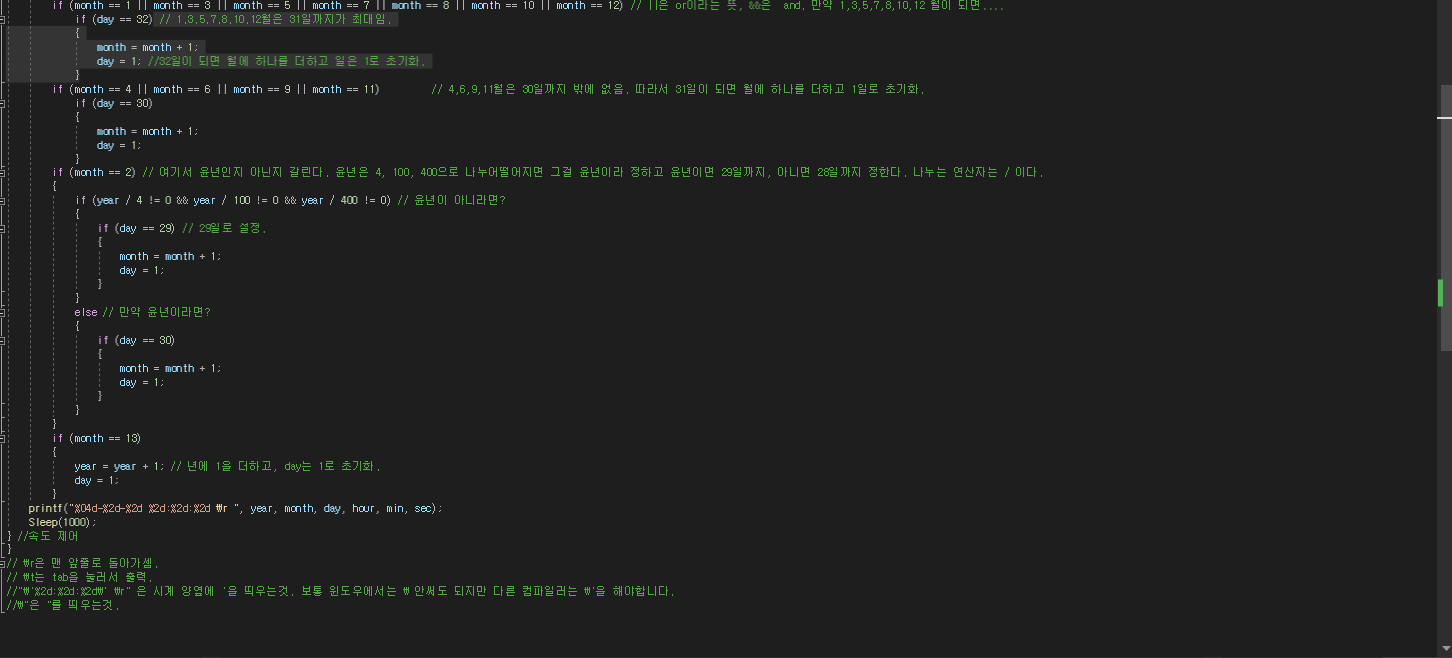 if (month == 1 || month == 3 || month == 5 || month == 7 || month == 8 || month == 10 || month == 12) // ||은 or이라는 뜻, &&은  and. 만약 1,3,5,7,8,10,12 월이 되면....
if (day == 32) // 1,3,5,7,8,10,12월은 31일까지가 최대임.
{
month = month + 1;
day = 1; //32일이 되면 월에 하나를 더하고 일은 1로 초기화.
}
if (month == 4 || month == 6 || month == 9 || month == 11) // 4,6,9,11월은 30일까지 밖에 없음. 따라서 31일이 되면 월에 하나를 더하고 1일로 초기화.
if (day == 30)
{
month = month + 1;
day = 1;
}
if (month == 2) // 여기서 윤년인지 아닌지 갈린다. 윤년은 4, 100, 400으로 나누어떨어지면 그걸 윤년이라 정하고 윤년이면 29일까지, 아니면 28일까지 정한다. 나누는 연산자는 / 이다.
{
if (year / 4 != 0 && year / 100 != 0 && year / 400 != 0) // 윤년이 아니라면?
{
if (day == 29) // 29일로 설정.
{
month = month + 1;
day = 1;
}
}
else // 만약 윤년이라면?
{
if (day == 30)
{
month = month + 1;
day = 1;
}
}
}
if (month == 13)
{
year = year + 1; // 년에 1을 더하고, day는 1로 초기화.
day = 1;
}
printf("%04d-%2d-%2d %2d:%2d:%2d ₩r ", year, month, day, hour, min, sec);
Sleep(1000);
} //속도 제어
}
// ₩r은 맨 앞줄로 돌아가셈.
// ₩t는 tab을 눌러서 출력.
//"₩'%2d:%2d:%2d₩' ₩r" 은 시계 양옆에 '을 띄우는것. 보통 윈도우에서는 ₩ 안써도 되지만 다른 컴파일러는 ₩'을 해야합니다.
//₩"은 "를 띄우는것.